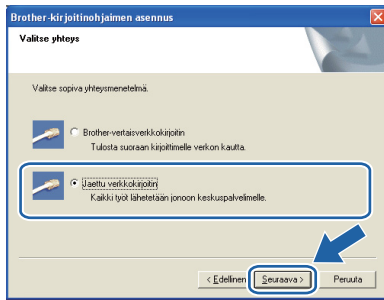 Brother-kirjoitinohjaimen asennus
Valitse yhteys
Valitse sopiva yhteysmenetelmä.
Brother-vertaisverkkokirjoitin
Tulosta suoraan kirjoittimelle verkon kautta.
Jaettu verkkokirjoitin
Kaikki työt lähetetään jonoon keskuspalvelimelle.
< Edellinen Seuraava > Peruuta